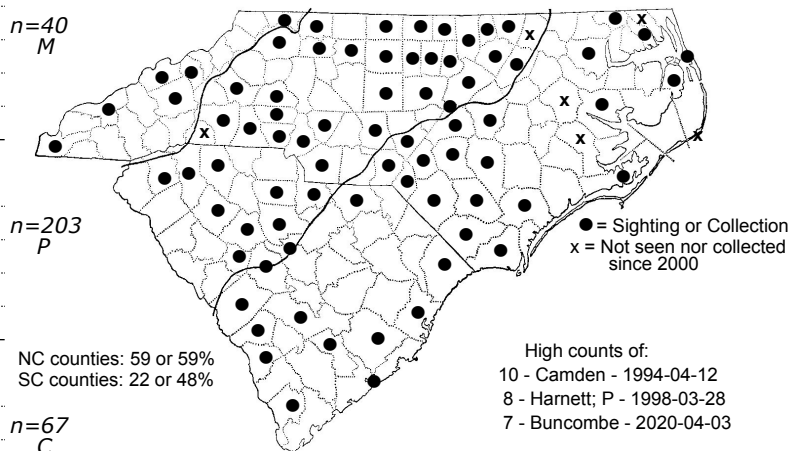 n=40
M
n=203
P
n=67
C
● = Sighting or Collection
x = Not seen nor collected
since 2000
NC counties: 59 or 59%
SC counties: 22 or 48%
High counts of:
10 - Camden - 1994-04-12
8 - Harnett; P - 1998-03-28
7 - Buncombe - 2020-04-03
x
x
x
x
x
x